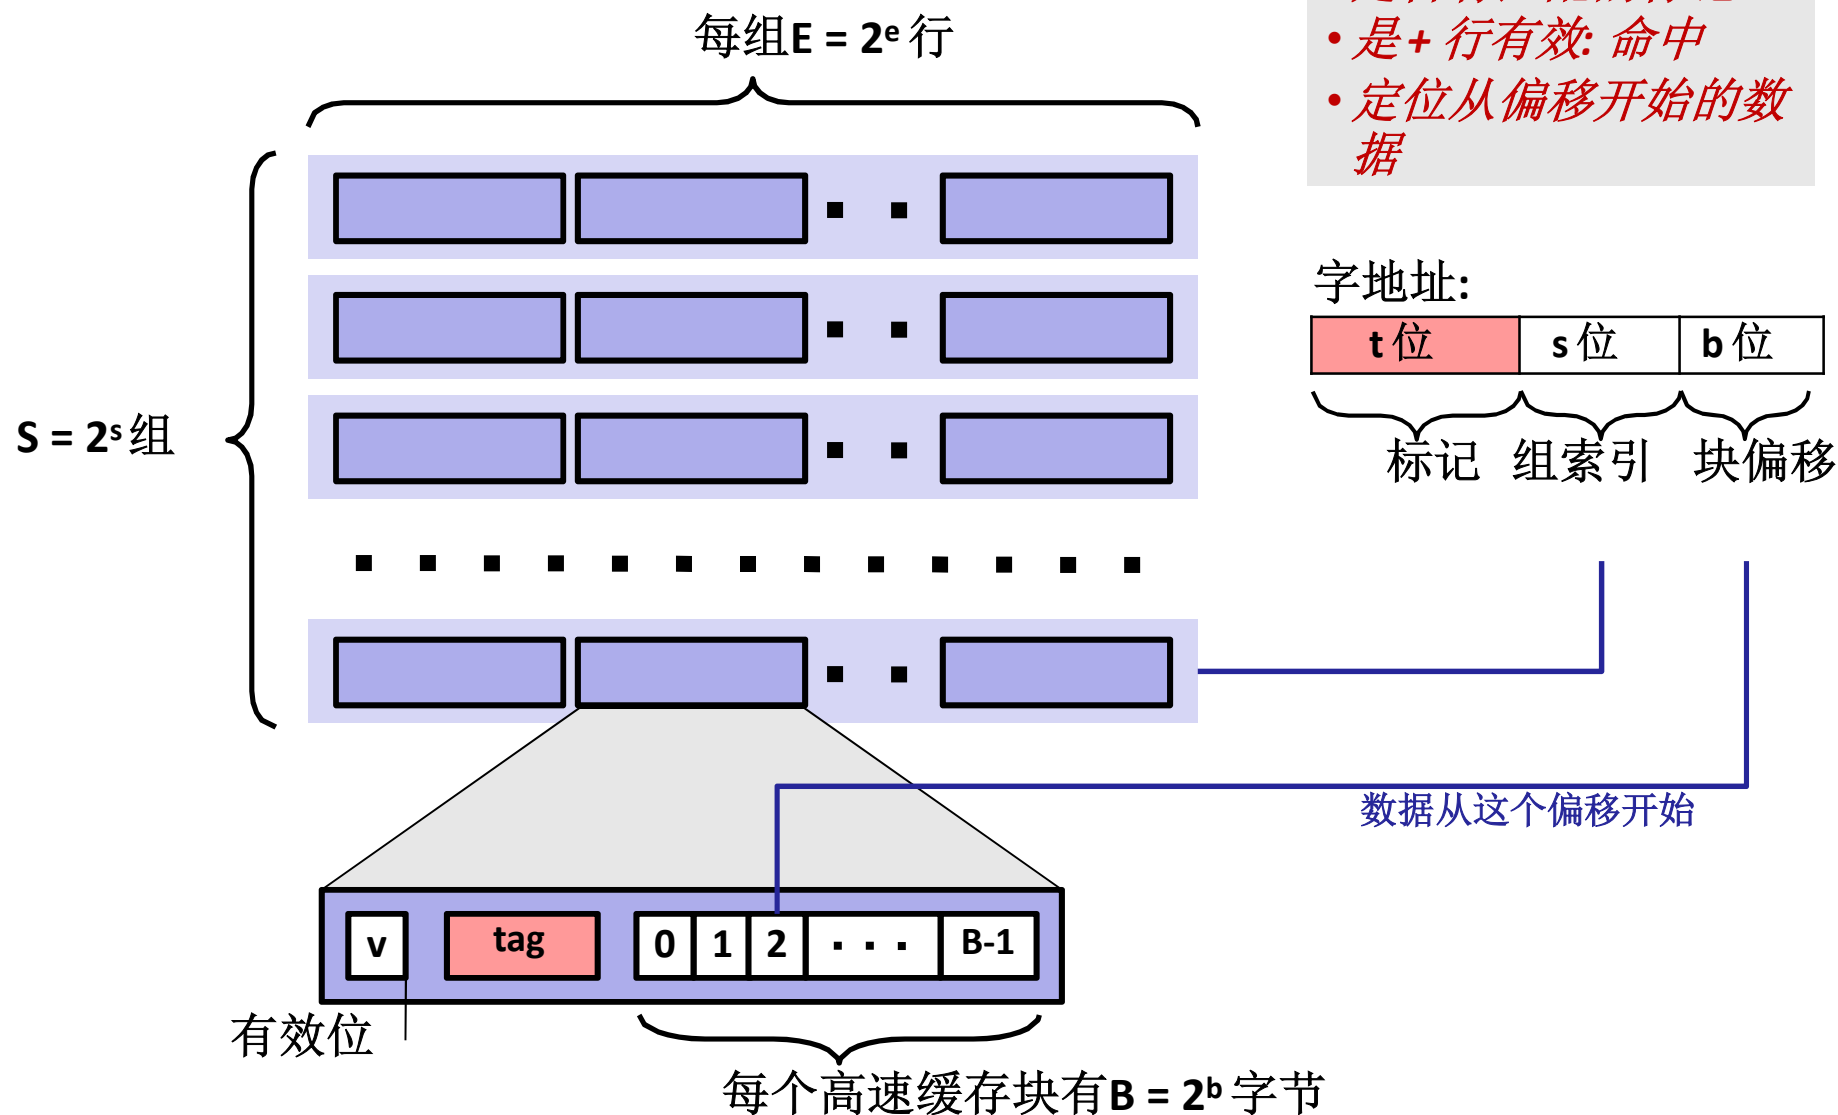 每组E = 2ᵉ 行
• 是 + 行有效: 命中
• 定位从偏移开始的数
据
字地址:
t 位 s 位 b 位
S = 2ˢ 组
标记 组索引 块偏移
数据从这个偏移开始
v tag 0 1 2 · · · B-1
有效位
每个高速缓存块有B = 2ᵇ 字节